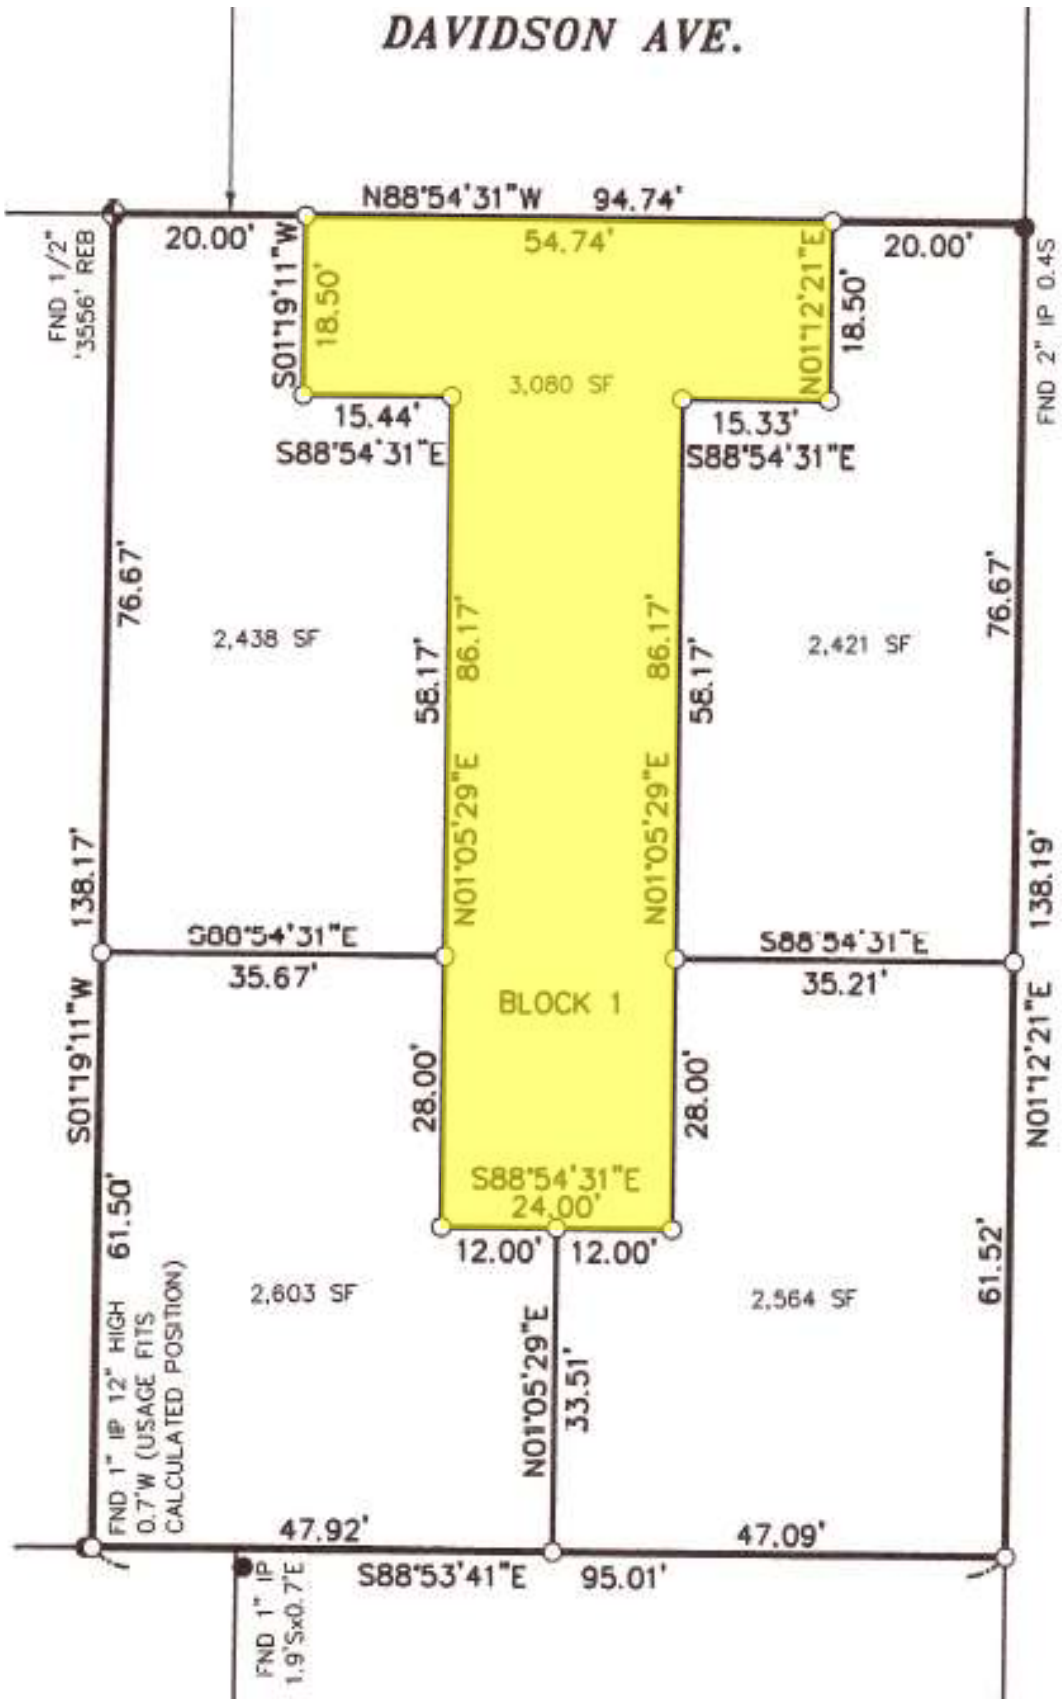 DAVIDSON AVE.
N88°54'31"W 94.74'
20.00'
54.74'
20.00'
FND 1/2"
'3556' REB
S01°19'11"W
18.50'
N01°12'21"E
18.50'
FND 2" IP 0.4S
3,080 SF
15.44'
S88°54'31"E
15.33'
S88°54'31"E
76.67'
2,438 SF
58.17'
86.17'
N01°05'29"E
86.17'
N01°05'29"E
58.17'
2,421 SF
76.67'
138.17'
S01°19'11"W
138.19'
N01°12'21"E
S88°54'31"E
35.67'
S88°54'31"E
35.21'
BLOCK 1
28.00'
28.00'
S88°54'31"E
24.00'
12.00' 12.00'
61.50'
2,603 SF
2,564 SF
61.52'
FND 1" IP 12" HIGH
0.7'W (USAGE FITS
CALCULATED POSITION)
N01°05'29"E
33.51'
47.92'
47.09'
S88°53'41"E 95.01'
FND 1" IP
1.9'Sx0.7'E